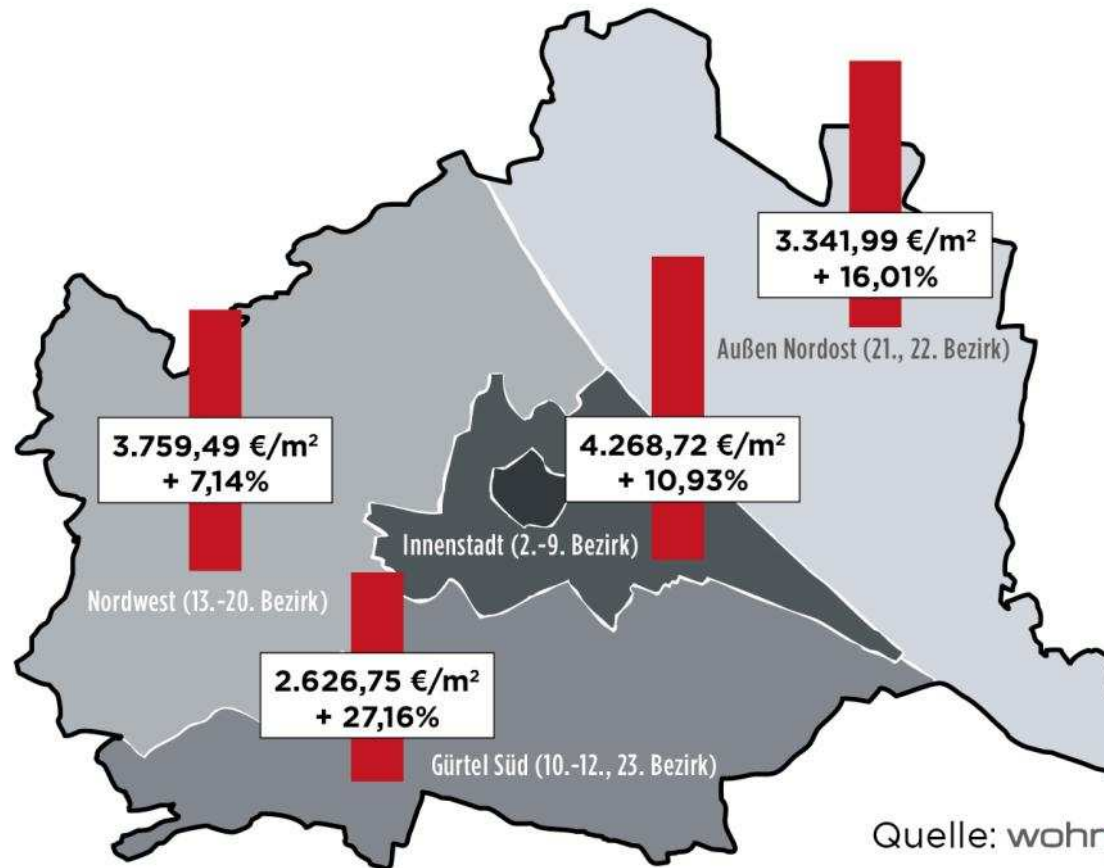 3.341,99 €/m²
+ 16,01%
Außen Nordost (21., 22. Bezirk)
3.759,49 €/m²
+ 7,14%
Nordwest (13.-20. Bezirk)
4.268,72 €/m²
+ 10,93%
Innenstadt (2.-9. Bezirk)
2.626,75 €/m²
+ 27,16%
Gürtel Süd (10.-12., 23. Bezirk)
Quelle: